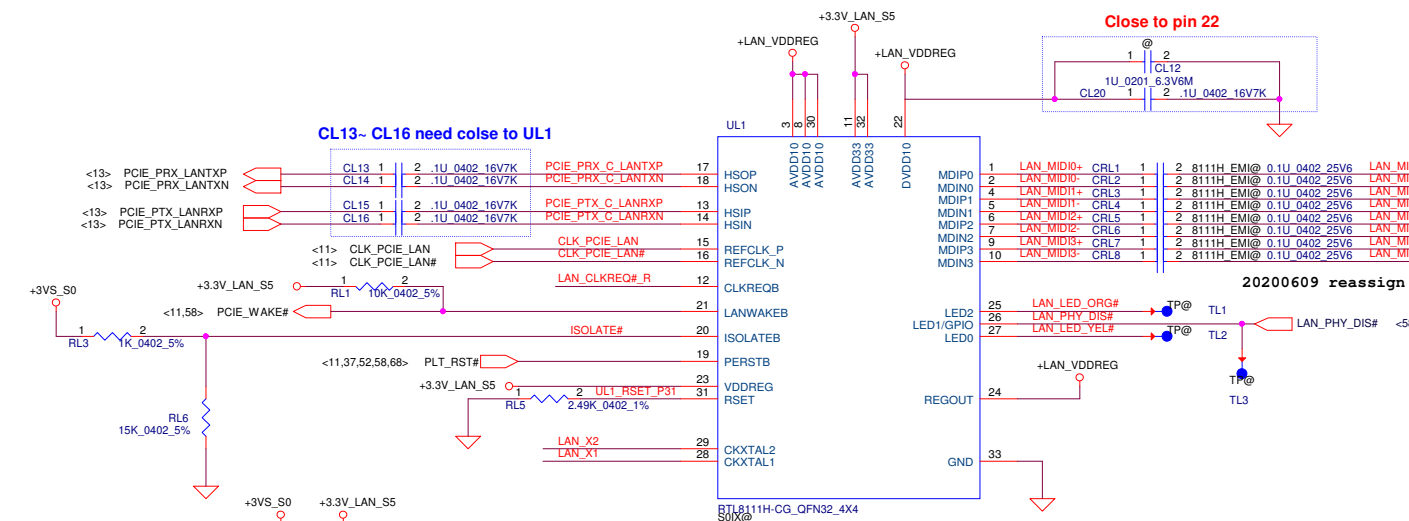 Close to pin 22
+3.3V_LAN_S5
+LAN_VDDREG
+LAN_VDDREG
@
1 2
CL12
1U_0201_6.3V6M
CL20 1 2 .1U_0402_16V7K
3 8 30 11 32 22
UL1
AVDD10 AVDD10 AVDD10 AVDD33 AVDD33 DVDD10
CL13~ CL16 need colse to UL1
<13> PCIE_PRX_LANTXP CL13 1 2 .1U_0402_16V7K PCIE_PRX_C_LANTXP 17 HSOP
<13> PCIE_PRX_LANTXN CL14 1 2 .1U_0402_16V7K PCIE_PRX_C_LANTXN 18 HSON
<13> PCIE_PTX_LANRXP CL15 1 2 .1U_0402_16V7K PCIE_PTX_C_LANRXP 13 HSIP
<13> PCIE_PTX_LANRXN CL16 1 2 .1U_0402_16V7K PCIE_PTX_C_LANRXN 14 HSIN
<11> CLK_PCIE_LAN CLK_PCIE_LAN 15 REFCLK_P
<11> CLK_PCIE_LAN# CLK_PCIE_LAN# 16 REFCLK_N
LAN_CLKREQ#_R 12 CLKREQB
+3.3V_LAN_S5 RL1 1 2 10K_0402_5%
<11,58> PCIE_WAKE# 21 LANWAKEB
+3VS_S0
RL3 1 2 1K_0402_5% ISOLATE# 20 ISOLATEB
<11,37,52,58,68> PLT_RST# 19 PERSTB
+3.3V_LAN_S5 23 VDDREG
RL5 1 2 2.49K_0402_1% UL1_RSET_P31 31 RSET
RL6
15K_0402_5%
LAN_X2 29 CKXTAL2
LAN_X1 28 CKXTAL1
MDIP0 1 LAN_MIDI0+ CRL1 1 2 8111H_EMI@ 0.1U_0402_25V6
MDIN0 2 LAN_MIDI0- CRL2 1 2 8111H_EMI@ 0.1U_0402_25V6
MDIP1 4 LAN_MIDI1+ CRL3 1 2 8111H_EMI@ 0.1U_0402_25V6
MDIN1 5 LAN_MIDI1- CRL4 1 2 8111H_EMI@ 0.1U_0402_25V6
MDIP2 6 LAN_MIDI2+ CRL5 1 2 8111H_EMI@ 0.1U_0402_25V6
MDIN2 7 LAN_MIDI2- CRL6 1 2 8111H_EMI@ 0.1U_0402_25V6
MDIP3 9 LAN_MIDI3+ CRL7 1 2 8111H_EMI@ 0.1U_0402_25V6
MDIN3 10 LAN_MIDI3- CRL8 1 2 8111H_EMI@ 0.1U_0402_25V6
20200609 reassign
LED2 25 LAN_LED_ORG# TP@ TL1
LED1/GPIO 26 LAN_PHY_DIS# LAN_PHY_DIS#
LED0 27 LAN_LED_YEL# TP@ TL2
TP@
TL3
+LAN_VDDREG
REGOUT 24
GND 33
RTL8111H-CG_QFN32_4X4
S0IX@
+3VS_S0 +3.3V_LAN_S5